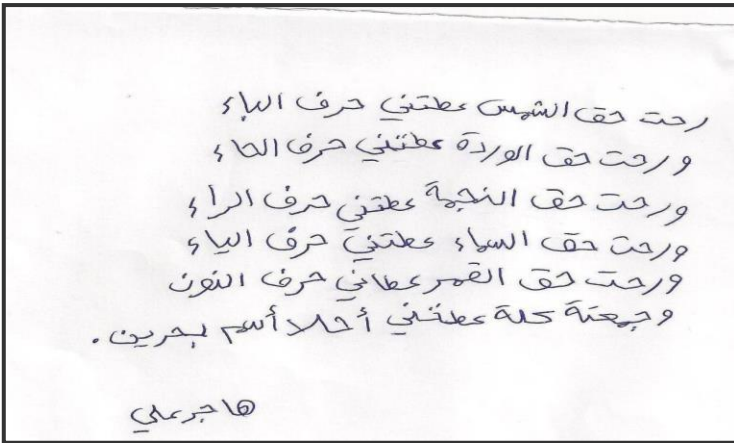 رحت حق الشمس عطتني حرف الباء
ورحت حق الوردة عطتني حرف الحاء
ورحت حق النجمة عطتني حرف الراء
ورحت حق السماء عطتني حرف الياء
ورحت حق القمر عطاني حرف النون
وجمعتة كلة عطتني أحلا أسم بحرين.
هاجر علي